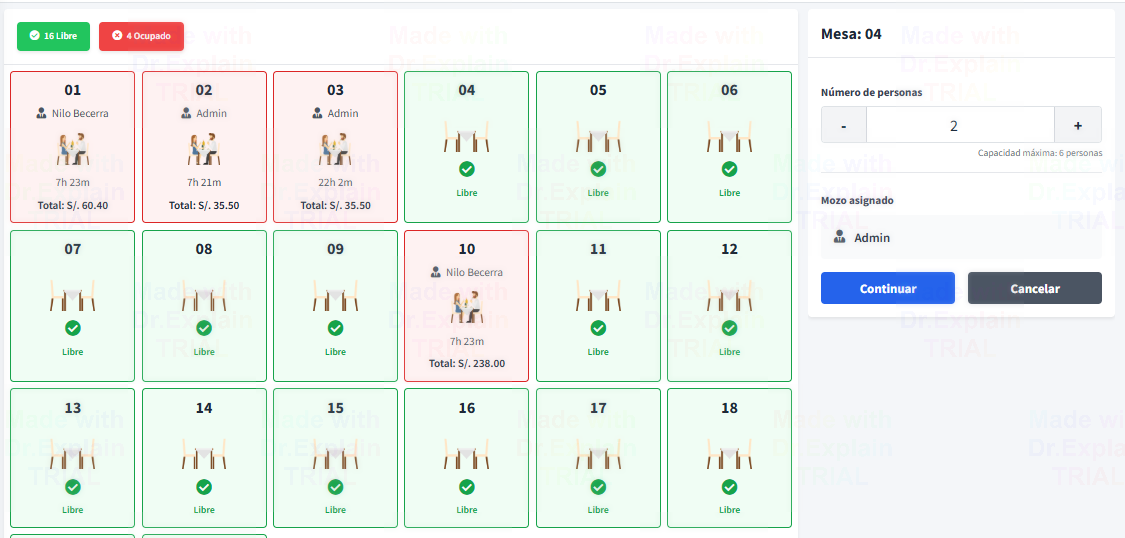 16 Libre
4 Ocupado
01
Nilo Becerra
7h 23m
Total: S/. 60.40
02
Admin
7h 21m
Total: S/. 35.50
03
Admin
22h 2m
Total: S/. 35.50
04
Libre
05
Libre
06
Libre
07
Libre
08
Libre
09
Libre
10
Nilo Becerra
7h 23m
Total: S/. 238.00
11
Libre
12
Libre
13
Libre
14
Libre
15
Libre
16
Libre
17
Libre
18
Libre
Mesa: 04
Número de personas
-
2
+
Capacidad máxima: 6 personas
Mozo asignado
Admin
Continuar
Cancelar
Made with
Dr.Explain
TRIAL